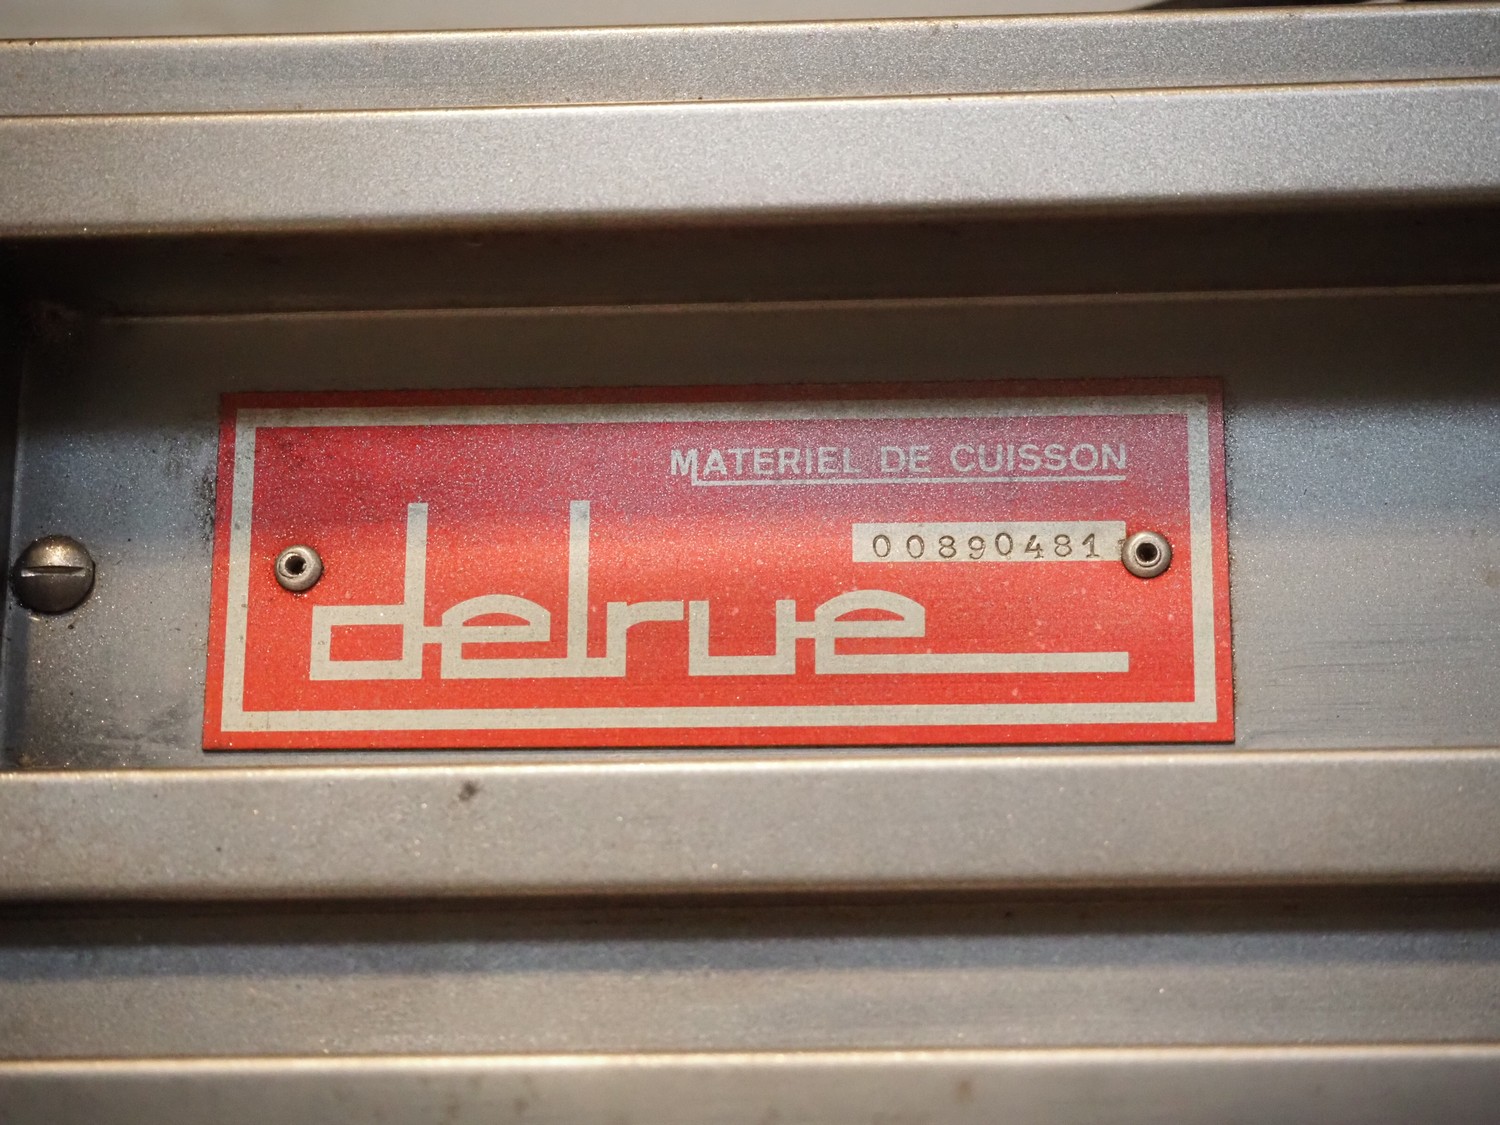 MATERIEL DE CUISSON
00890481
delrue